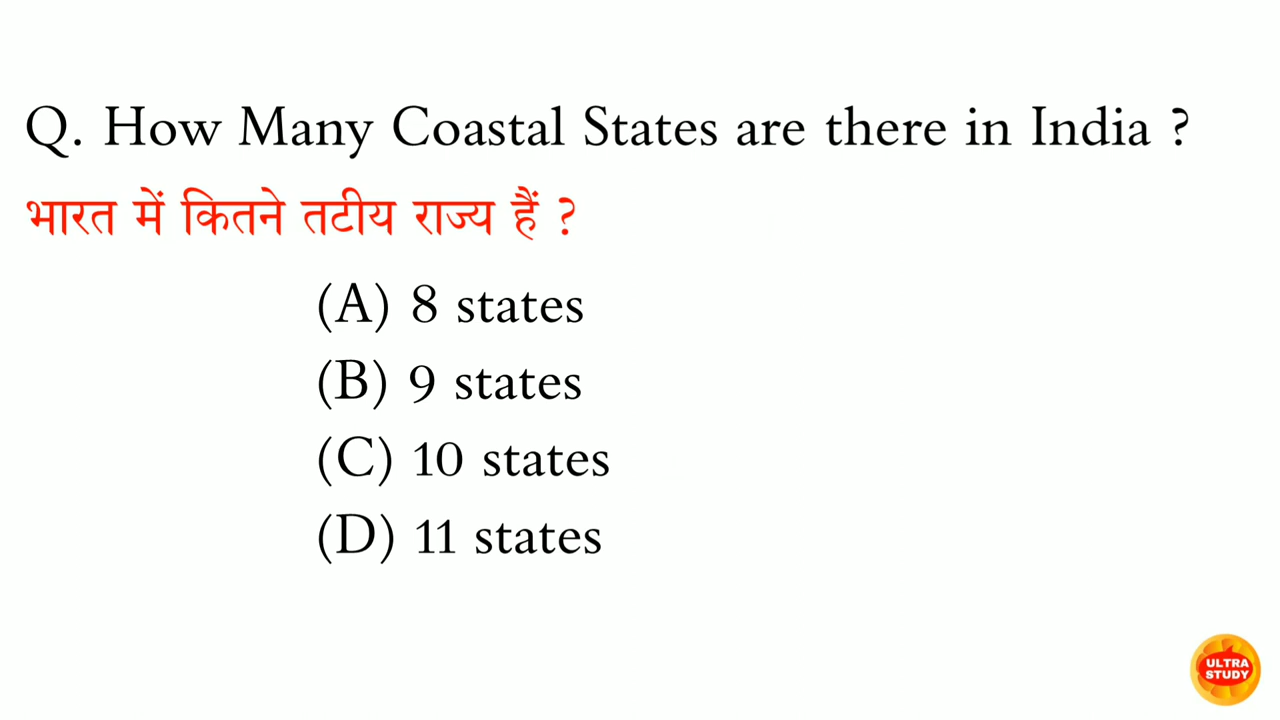 Q. How Many Coastal States are there in India ?
भारत में कितने तटीय राज्य हैं ?
(A) 8 states
(B) 9 states
(C) 10 states
(D) 11 states
ULTRA
STUDY